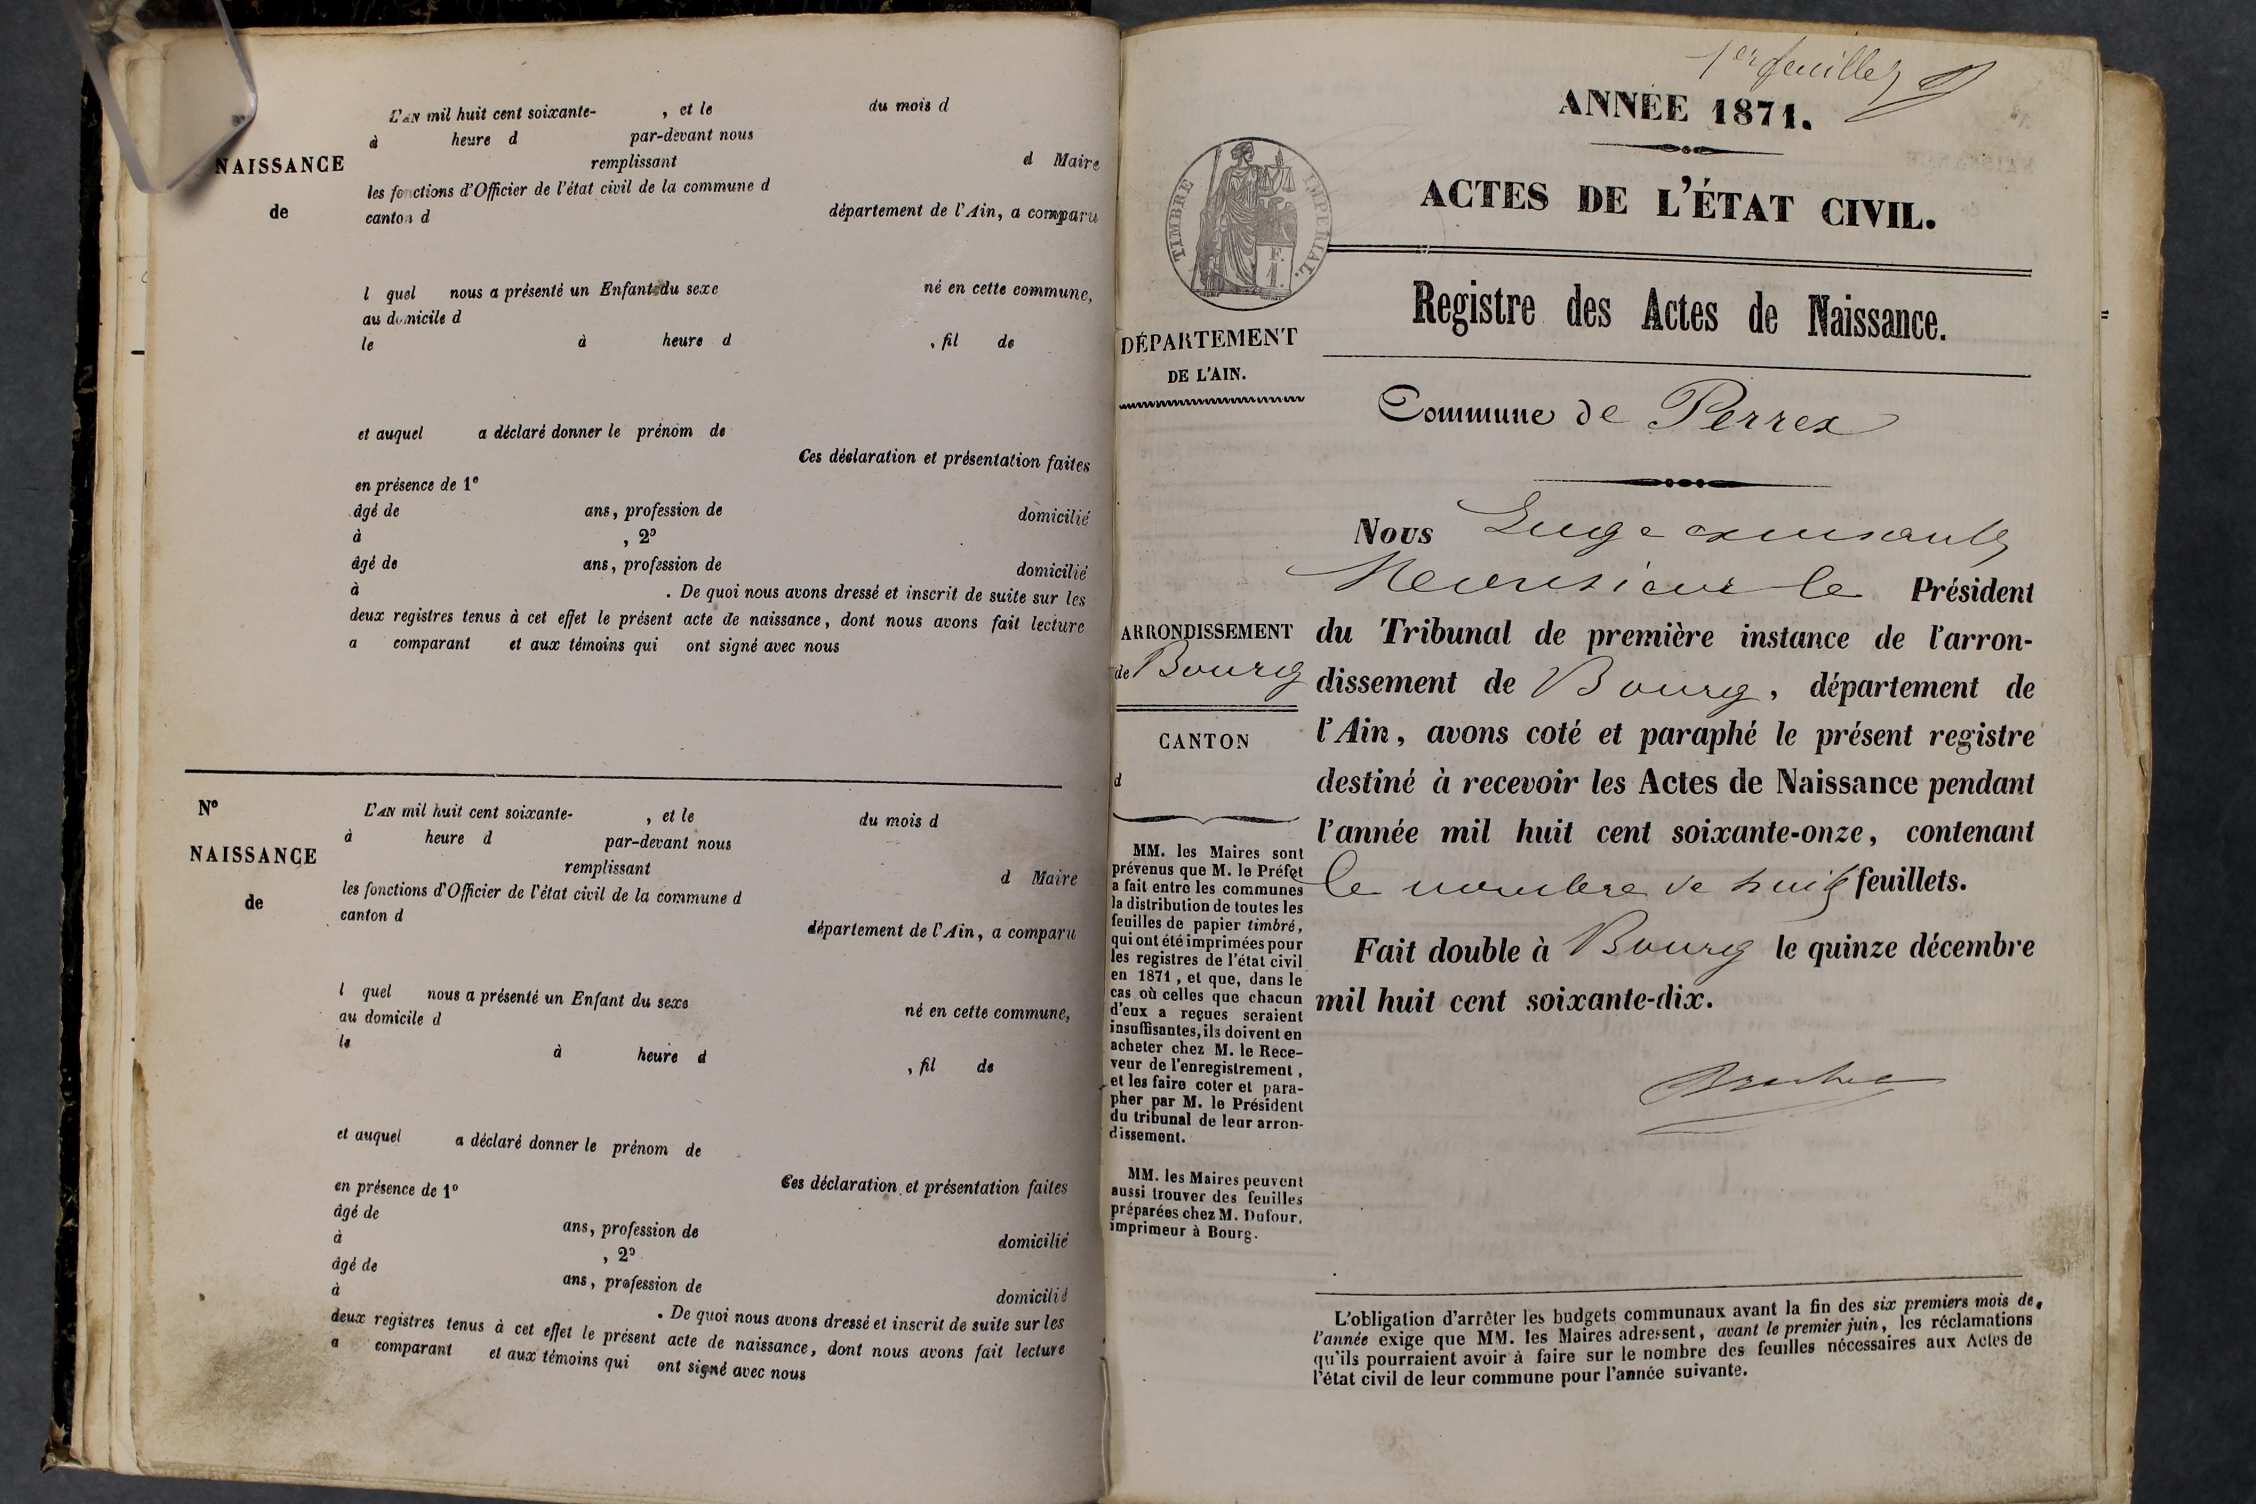 L'AN mil huit cent soixante- , et le du mois d
à heure d par-devant nous
remplissant d Maire
NAISSANCE
les fonctions d'Officier de l'état civil de la commune d
de
canton d département de l'Ain, a comparu
l quel nous a présenté un Enfant du sexe né en cette commune,
au domicile d
le à heure d , fil de
et auquel a déclaré donner le prénom de
Ces déclaration et présentation faites
en présence de 1º
âgé de ans, profession de domicilié
à , 2º
âgé de ans, profession de domicilié
à . De quoi nous avons dressé et inscrit de suite sur les
deux registres tenus à cet effet le présent acte de naissance, dont nous avons fait lecture
a comparant et aux témoins qui ont signé avec nous
Nº
L'AN mil huit cent soixante- , et le du mois d
à heure d par-devant nous
NAISSANCE
remplissant d Maire
les fonctions d'Officier de l'état civil de la commune d
de
canton d département de l'Ain, a comparu
l quel nous a présenté un Enfant du sexe né en cette commune,
au domicile d
le à heure d , fil de
et auquel a déclaré donner le prénom de
Ces déclaration et présentation faites
en présence de 1º
âgé de ans, profession de domicilié
à , 2º
âgé de ans, profession de domicilié
à . De quoi nous avons dressé et inscrit de suite sur les
deux registres tenus à cet effet le présent acte de naissance, dont nous avons fait lecture
a comparant et aux témoins qui ont signé avec nous
1er feuillet
ANNÉE 1871.
ACTES DE L'ÉTAT CIVIL.
TIMBRE IMPÉRIAL.
1 F.
Registre des Actes de Naissance.
DÉPARTEMENT
DE L'AIN.
Commune de Perrex
Nous Juge
Monsieur le Président
du Tribunal de première instance de l'arron-
dissement de Bourg, département de
l'Ain, avons coté et paraphé le présent registre
destiné à recevoir les Actes de Naissance pendant
l'année mil huit cent soixante-onze, contenant
le nombre de huit feuillets.
Fait double à Bourg le quinze décembre
mil huit cent soixante-dix.
ARRONDISSEMENT
de Bourg
CANTON
d
MM. les Maires sont
prévenus que M. le Préfet
a fait entre les communes
la distribution de toutes les
feuilles de papier timbré,
qui ont été imprimées pour
les registres de l'état civil
en 1871, et que, dans le
cas où celles que chacun
d'eux a reçues seraient
insuffisantes, ils doivent en
acheter chez M. le Rece-
veur de l'enregistrement,
et les faire coter et para-
pher par M. le Président
du tribunal de leur arron-
dissement.
MM. les Maires peuvent
aussi trouver des feuilles
préparées chez M. Dufour,
imprimeur à Bourg.
L'obligation d'arrêter les budgets communaux avant la fin des six premiers mois de
l'année exige que MM. les Maires adressent, avant le premier juin, les réclamations
qu'ils pourraient avoir à faire sur le nombre des feuilles nécessaires aux Actes de
l'état civil de leur commune pour l'année suivante.